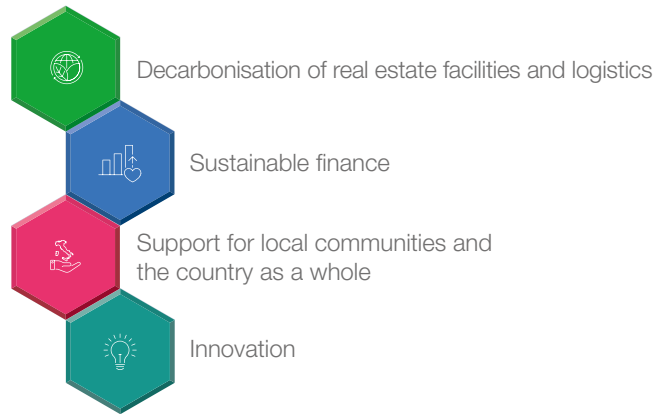 Decarbonisation of real estate facilities and logistics
Sustainable finance
Support for local communities and
the country as a whole
Innovation